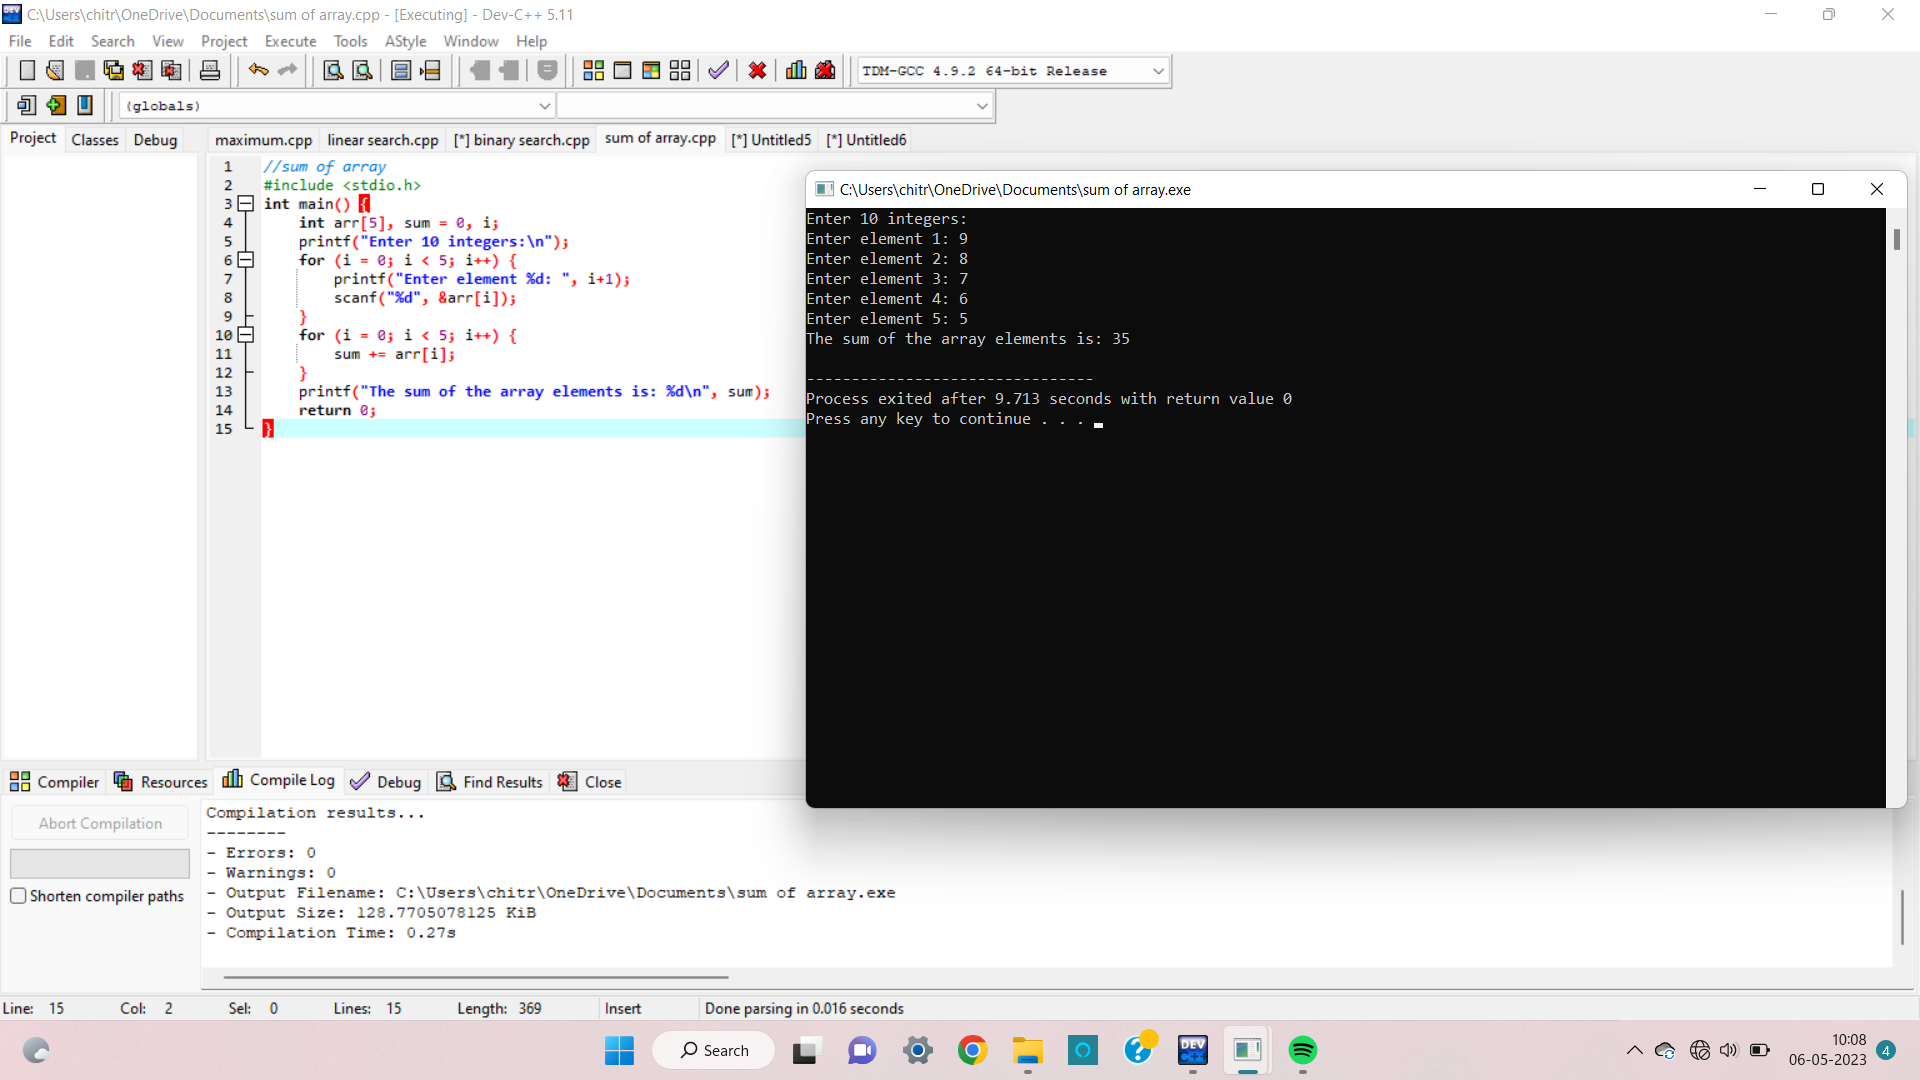 C:\Users\chitr\OneDrive\Documents\sum of array.cpp - [Executing] - Dev-C++ 5.11
File Edit Search View Project Execute Tools AStyle Window Help
TDM-GCC 4.9.2 64-bit Release
(globals)
Project Classes Debug
maximum.cpp linear search.cpp [*] binary search.cpp sum of array.cpp [*] Untitled5 [*] Untitled6
1 //sum of array
2 #include <stdio.h>
3 int main() {
4 int arr[5], sum = 0, i;
5 printf("Enter 10 integers:\n");
6 for (i = 0; i < 5; i++) {
7 printf("Enter element %d: ", i+1);
8 scanf("%d", &arr[i]);
9 }
10 for (i = 0; i < 5; i++) {
11 sum += arr[i];
12 }
13 printf("The sum of the array elements is: %d\n", sum);
14 return 0;
15 }
C:\Users\chitr\OneDrive\Documents\sum of array.exe
Enter 10 integers:
Enter element 1: 9
Enter element 2: 8
Enter element 3: 7
Enter element 4: 6
Enter element 5: 5
The sum of the array elements is: 35
--------------------------------
Process exited after 9.713 seconds with return value 0
Press any key to continue . . .
Compiler Resources Compile Log Debug Find Results Close
Abort Compilation
Shorten compiler paths
Compilation results...
--------
- Errors: 0
- Warnings: 0
- Output Filename: C:\Users\chitr\OneDrive\Documents\sum of array.exe
- Output Size: 128.7705078125 KiB
- Compilation Time: 0.27s
Line: 15 Col: 2 Sel: 0 Lines: 15 Length: 369 Insert Done parsing in 0.016 seconds
Search
DEV
C++
10:08
06-05-2023
4